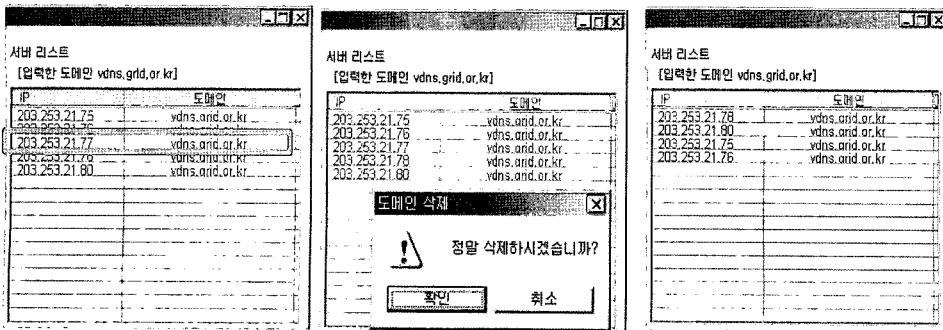 서버 리스트
[입력한 도메인 vdns.grid.or.kr]
IP 도메인
203.253.21.75 vdns.grid.or.kr
203.253.21.77 vdns.grid.or.kr
203.253.21.78 vdns.grid.or.kr
203.253.21.80 vdns.grid.or.kr
서버 리스트
[입력한 도메인 vdns.grid.or.kr]
IP 도메인
203.253.21.75 vdns.grid.or.kr
203.253.21.76 vdns.grid.or.kr
203.253.21.77 vdns.grid.or.kr
203.253.21.78 vdns.grid.or.kr
203.253.21.80 vdns.grid.or.kr
도메인 삭제
정말 삭제하시겠습니까?
확인 취소
서버 리스트
[입력한 도메인 vdns.grid.or.kr]
IP 도메인
203.253.21.78 vdns.grid.or.kr
203.253.21.80 vdns.grid.or.kr
203.253.21.75 vdns.grid.or.kr
203.253.21.76 vdns.grid.or.kr